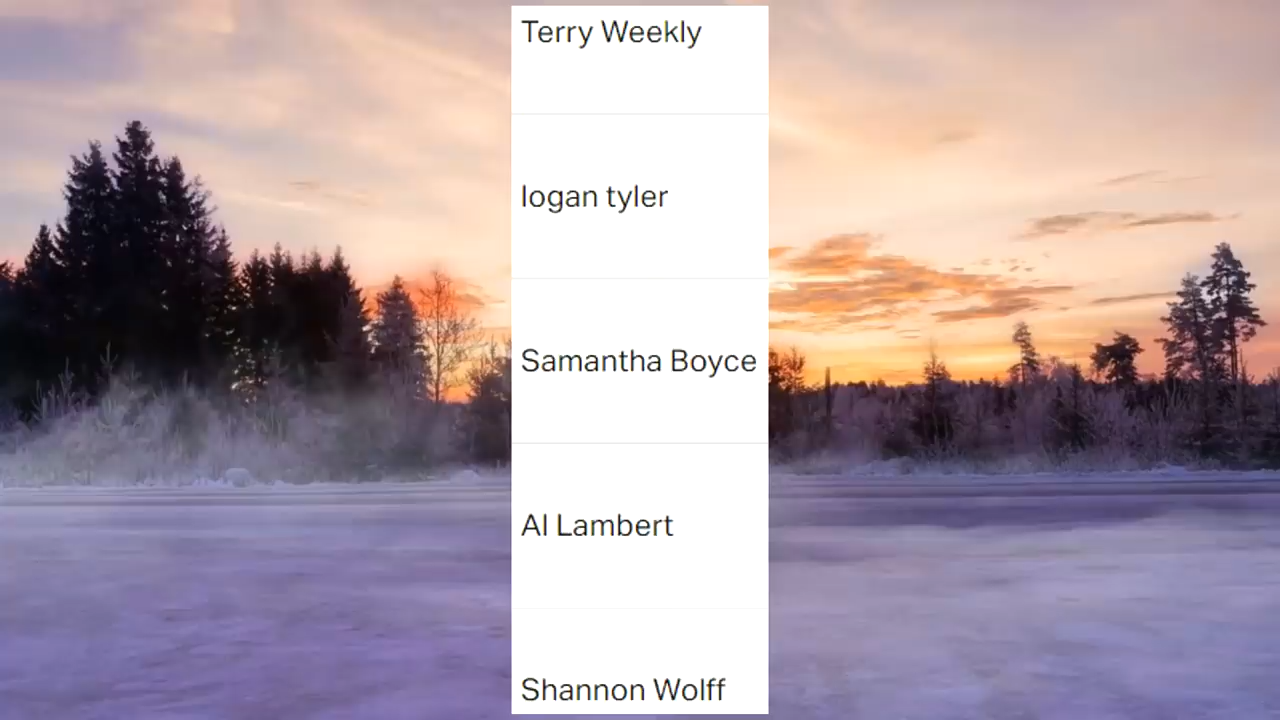 Terry Weekly
logan tyler
Samantha Boyce
Al Lambert
Shannon Wolff